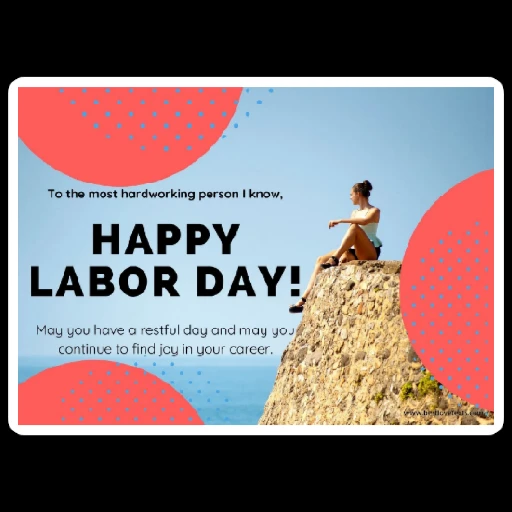 To the most hardworking person I know,
HAPPY
LABOR DAY!
May you have a restful day and may you
continue to find joy in your career.